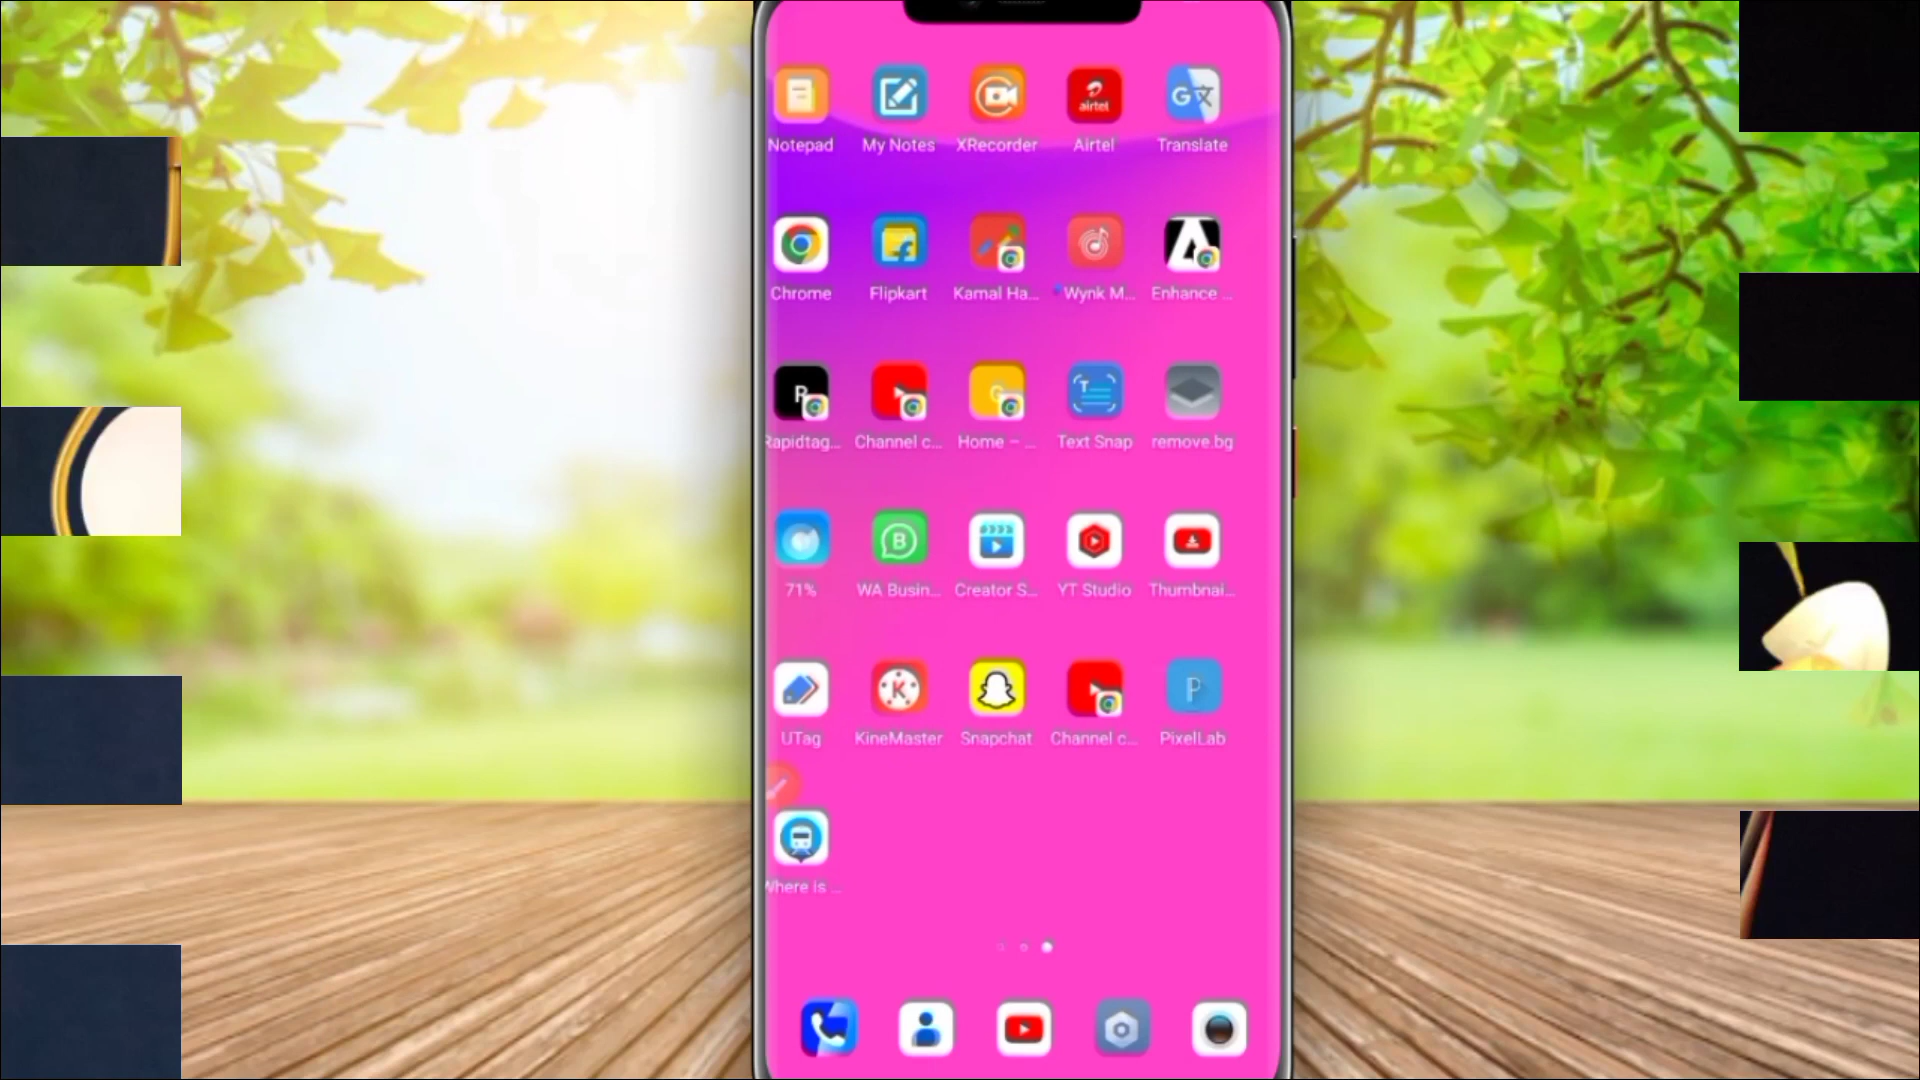 Notepad My Notes XRecorder Airtel Translate
airtel
Chrome Flipkart Kamal Ha... Wynk M... Enhance ...
Rapidtag... Channel c... Home – ... Text Snap remove.bg
71% WA Busin... Creator S... YT Studio Thumbnai...
UTag KineMaster Snapchat Channel c... PixelLab
Where is ...